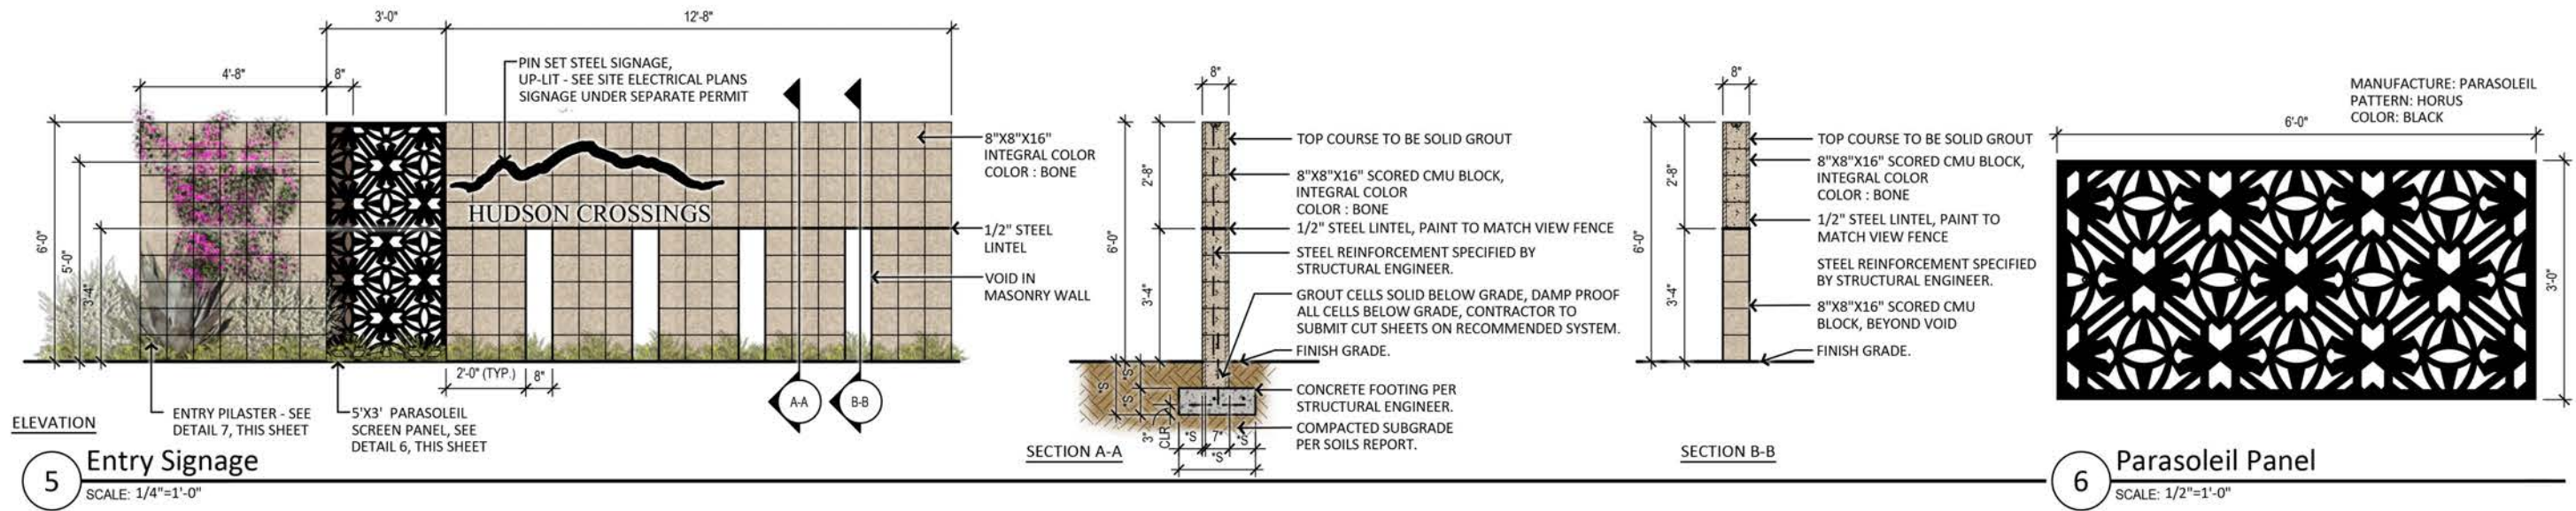 3'-0"
12'-8"
4'-8"
8"
PIN SET STEEL SIGNAGE,
UP-LIT - SEE SITE ELECTRICAL PLANS
SIGNAGE UNDER SEPARATE PERMIT
HUDSON CROSSINGS
6'-0"
5'-0"
3'-4"
8"X8"X16"
INTEGRAL COLOR
COLOR : BONE
1/2" STEEL
LINTEL
VOID IN
MASONRY WALL
2'-0" (TYP.)
8"
A-A
B-B
ENTRY PILASTER - SEE
DETAIL 7, THIS SHEET
5'X3' PARASOLEIL
SCREEN PANEL, SEE
DETAIL 6, THIS SHEET
ELEVATION
5
Entry Signage
SCALE: 1/4"=1'-0"
8"
6'-0"
2'-8"
3'-4"
TOP COURSE TO BE SOLID GROUT
8"X8"X16" SCORED CMU BLOCK,
INTEGRAL COLOR
COLOR : BONE
1/2" STEEL LINTEL, PAINT TO MATCH VIEW FENCE
STEEL REINFORCEMENT SPECIFIED BY
STRUCTURAL ENGINEER.
GROUT CELLS SOLID BELOW GRADE, DAMP PROOF
ALL CELLS BELOW GRADE, CONTRACTOR TO
SUBMIT CUT SHEETS ON RECOMMENDED SYSTEM.
FINISH GRADE.
CONCRETE FOOTING PER
STRUCTURAL ENGINEER.
COMPACTED SUBGRADE
PER SOILS REPORT.
*S
*S
*S
3"
CLR
*S
7"
*S
*S
SECTION A-A
8"
6'-0"
2'-8"
3'-4"
TOP COURSE TO BE SOLID GROUT
8"X8"X16" SCORED CMU BLOCK,
INTEGRAL COLOR
COLOR : BONE
1/2" STEEL LINTEL, PAINT TO
MATCH VIEW FENCE
STEEL REINFORCEMENT SPECIFIED
BY STRUCTURAL ENGINEER.
8"X8"X16" SCORED CMU
BLOCK, BEYOND VOID
FINISH GRADE.
SECTION B-B
MANUFACTURE: PARASOLEIL
PATTERN: HORUS
COLOR: BLACK
6'-0"
3'-0"
6
Parasoleil Panel
SCALE: 1/2"=1'-0"